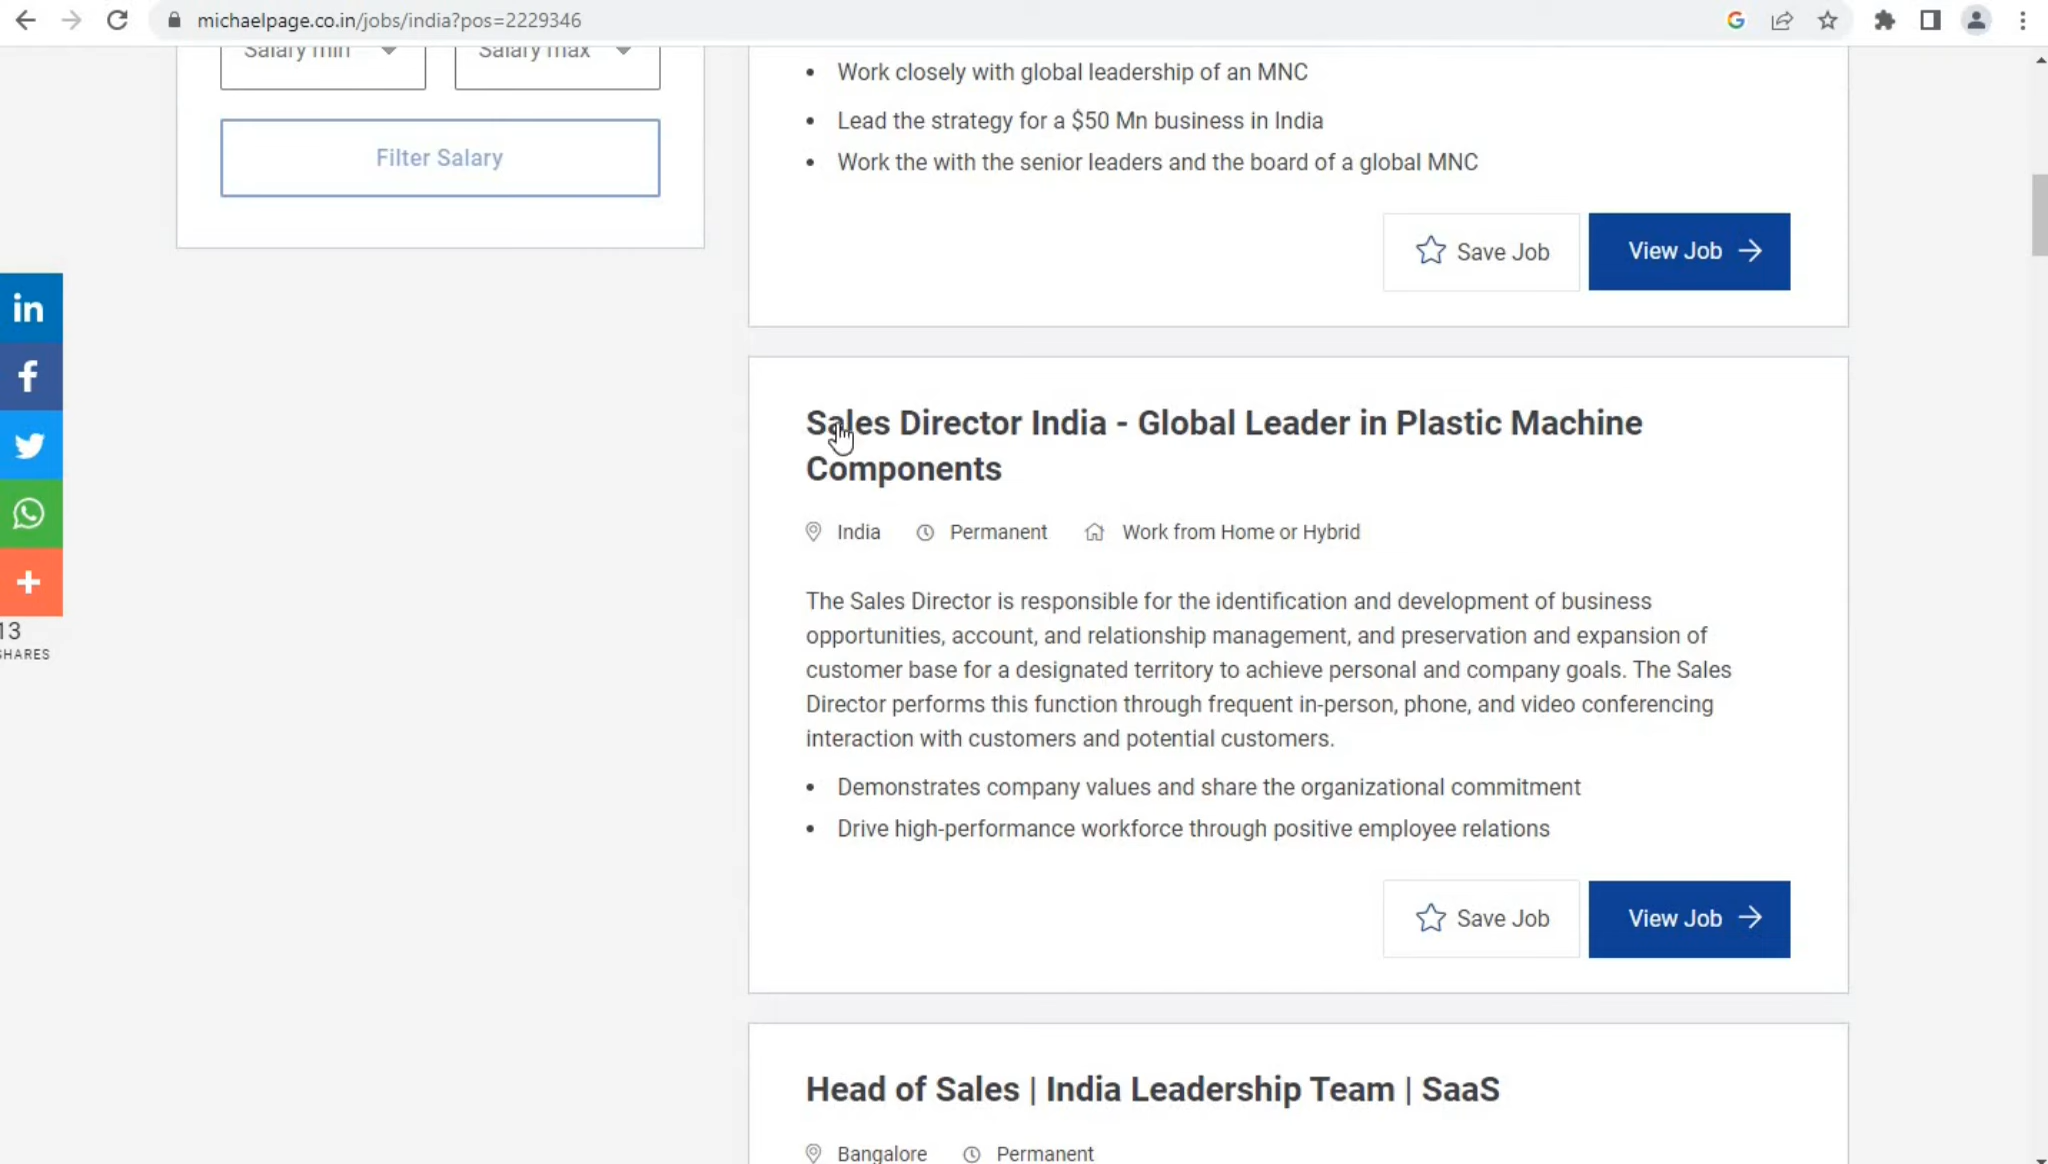 michaelpage.co.in/jobs/india?pos=2229346
Salary min
Salary max
Filter Salary
in
f
13
SHARES
Work closely with global leadership of an MNC
Lead the strategy for a $50 Mn business in India
Work the with the senior leaders and the board of a global MNC
Save Job
View Job
Sales Director India - Global Leader in Plastic Machine
Components
India
Permanent
Work from Home or Hybrid
The Sales Director is responsible for the identification and development of business
opportunities, account, and relationship management, and preservation and expansion of
customer base for a designated territory to achieve personal and company goals. The Sales
Director performs this function through frequent in-person, phone, and video conferencing
interaction with customers and potential customers.
Demonstrates company values and share the organizational commitment
Drive high-performance workforce through positive employee relations
Save Job
View Job
Head of Sales | India Leadership Team | SaaS
Bangalore
Permanent